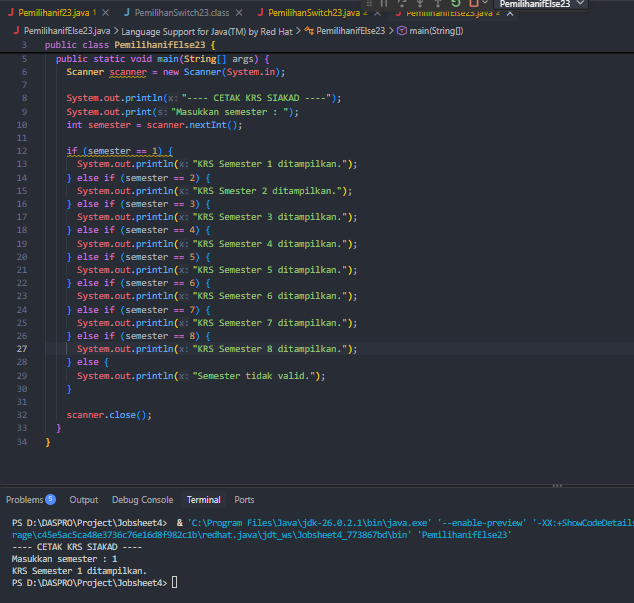 Pemilihanif23.java 1 PemilihanSwitch23.class PemilihanSwitch23.java 2 PemilihanifElse23.java 2 PemilihanifElse23
PemilihanifElse23.java > Language Support for Java(TM) by Red Hat > PemilihanifElse23 > main(String[])
3 public class PemilihanifElse23 {
5 public static void main(String[] args) {
6 Scanner scanner = new Scanner(System.in);
7
8 System.out.println(x: "---- CETAK KRS SIAKAD ----");
9 System.out.print(s: "Masukkan semester : ");
10 int semester = scanner.nextInt();
11
12 if (semester == 1) {
13 System.out.println(x: "KRS Semester 1 ditampilkan.");
14 } else if (semester == 2) {
15 System.out.println(x: "KRS Smester 2 ditampilkan.");
16 } else if (semester == 3) {
17 System.out.println(x: "KRS Semester 3 ditampilkan.");
18 } else if (semester == 4) {
19 System.out.println(x: "KRS Semester 4 ditampilkan.");
20 } else if (semester == 5) {
21 System.out.println(x: "KRS Semester 5 ditampilkan.");
22 } else if (semester == 6) {
23 System.out.println(x: "KRS Semester 6 ditampilkan.");
24 } else if (semester == 7) {
25 System.out.println(x: "KRS Semester 7 ditampilkan.");
26 } else if (semester == 8) {
27 System.out.println(x: "KRS Semester 8 ditampilkan.");
28 } else {
29 System.out.println(x: "Semester tidak valid.");
30 }
31
32 scanner.close();
33 }
34 }
Problems 5 Output Debug Console Terminal Ports
PS D:\DASPRO\Project\Jobsheet4> & 'C:\Program Files\Java\jdk-26.0.2.1\bin\java.exe' '--enable-preview' '-XX:+ShowCodeDetails
rage\c45e5ac5ca48e3736c76e16d8f982c1b\redhat.java\jdt_ws\Jobsheet4_773867bd\bin' 'PemilihanifElse23'
---- CETAK KRS SIAKAD ----
Masukkan semester : 1
KRS Semester 1 ditampilkan.
PS D:\DASPRO\Project\Jobsheet4>